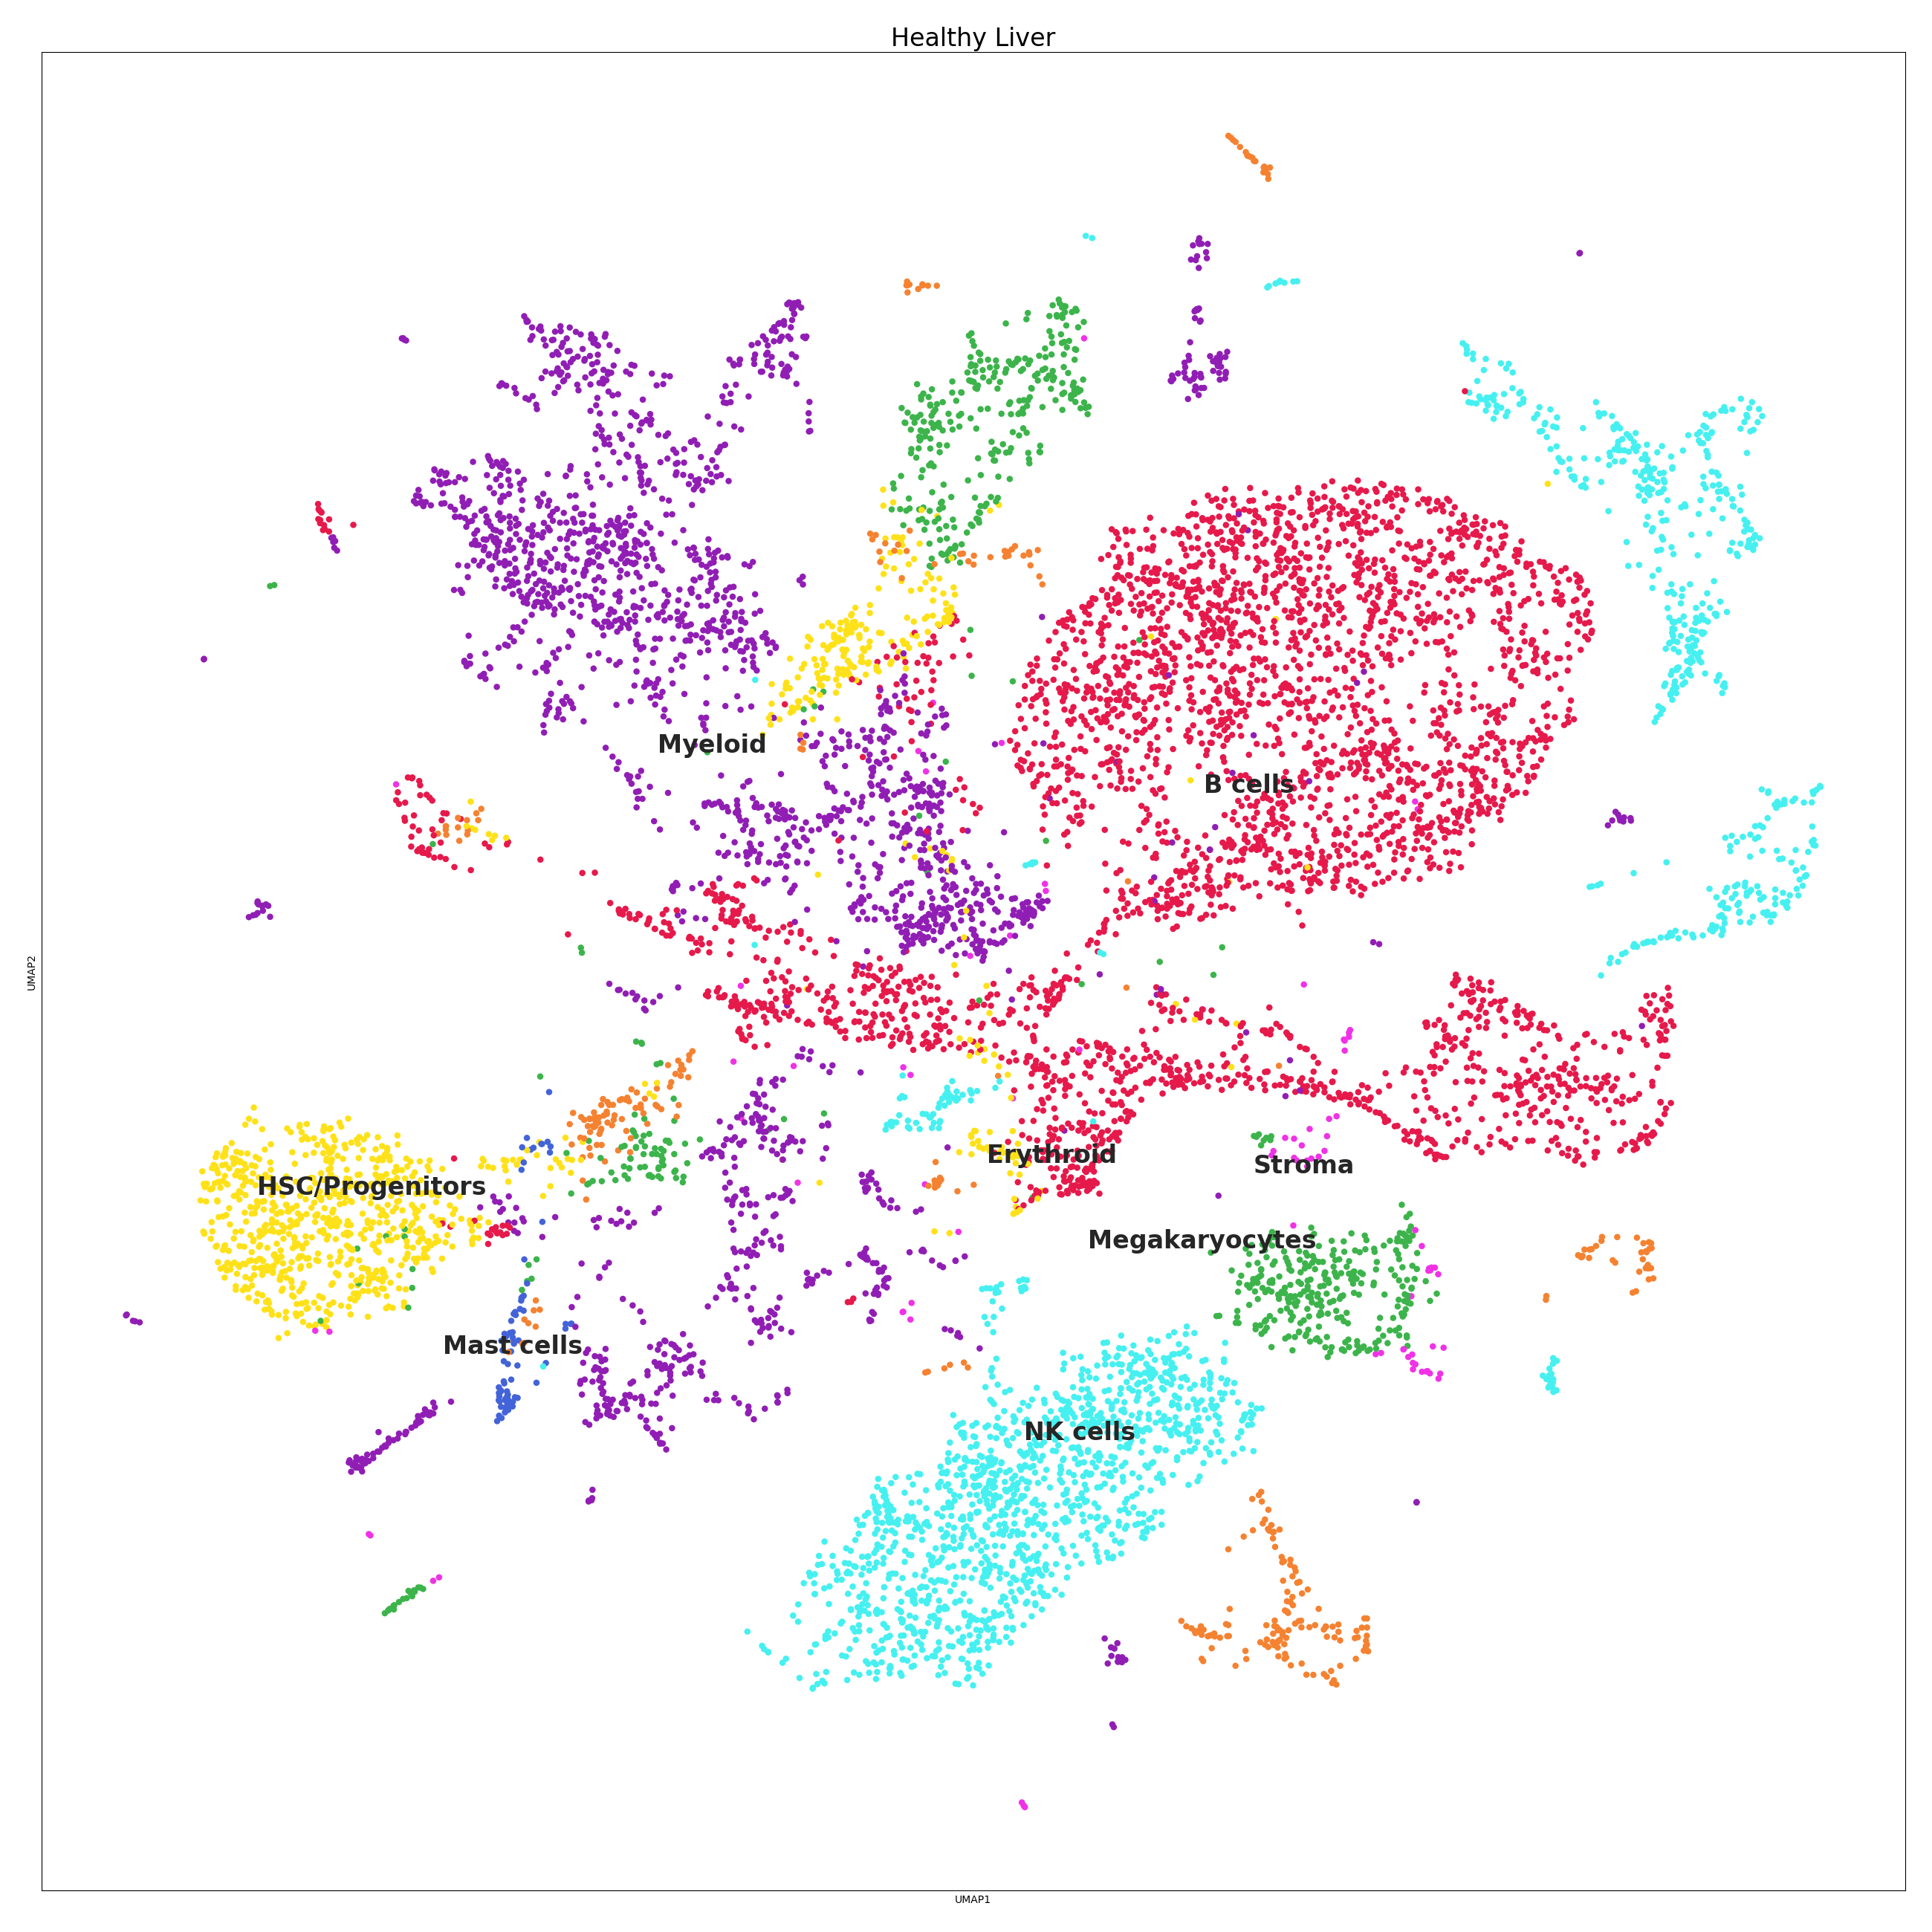 Healthy Liver
Myeloid
B cells
Erythroid
Stroma
HSC/Progenitors
Megakaryocytes
Mast cells
NK cells
UMAP2
UMAP1